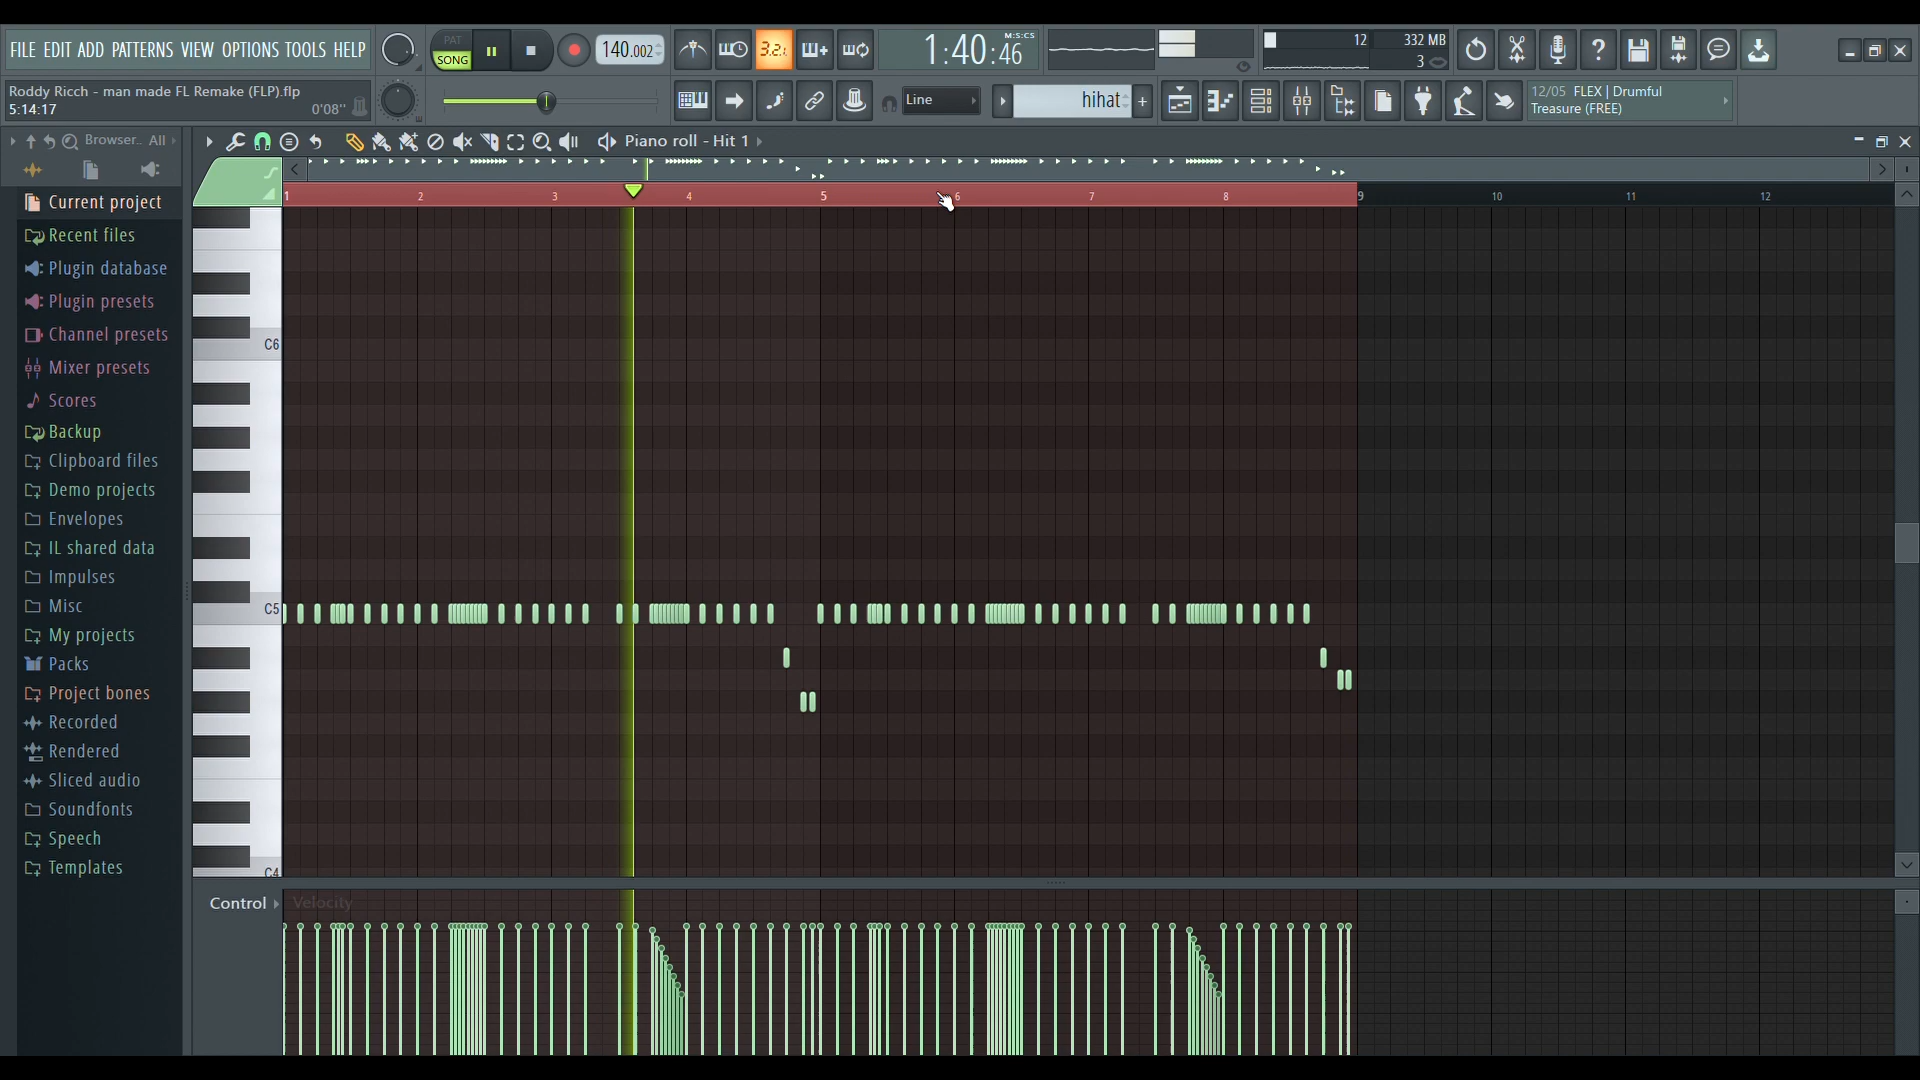 FILE EDIT ADD PATTERNS VIEW OPTIONS TOOLS HELP
PAT
SONG
140.002
3.2.1
M:S:CS
1:40:46
12
332 MB
3
?
Roddy Ricch - man made FL Remake (FLP).flp
5:14:17
0'08"
Line
hihat
+
12/05 FLEX | Drumful
Treasure (FREE)
Browser.. All
Piano roll - Hit 1
1 2 3 4 5 6 7 8 9 10 11 12
Current project
Recent files
Plugin database
Plugin presets
Channel presets
Mixer presets
Scores
Backup
Clipboard files
Demo projects
Envelopes
IL shared data
Impulses
Misc
My projects
Packs
Project bones
Recorded
Rendered
Sliced audio
Soundfonts
Speech
Templates
C6
C5
C4
Control
Velocity